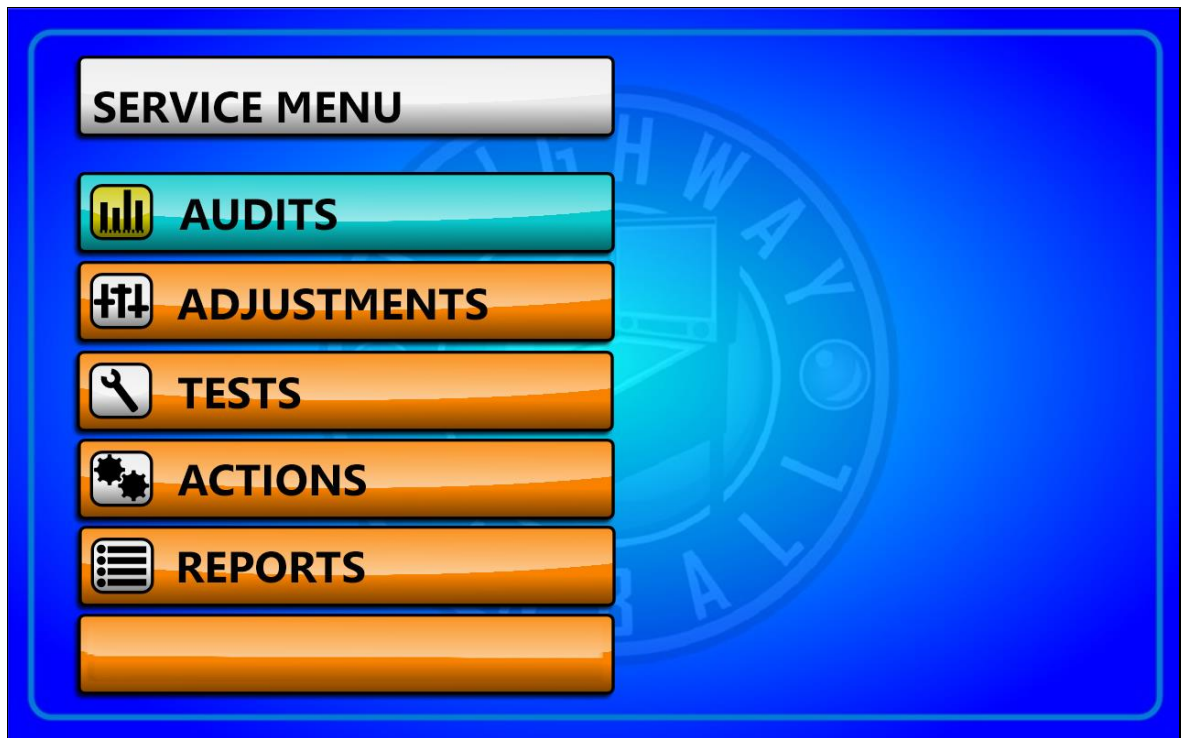 SERVICE MENU
AUDITS
ADJUSTMENTS
TESTS
ACTIONS
REPORTS